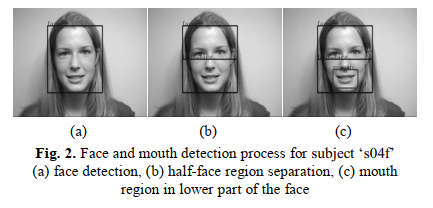 (a) (b) (c)
Fig. 2. Face and mouth detection process for subject ‘s04f’
(a) face detection, (b) half-face region separation, (c) mouth
region in lower part of the face